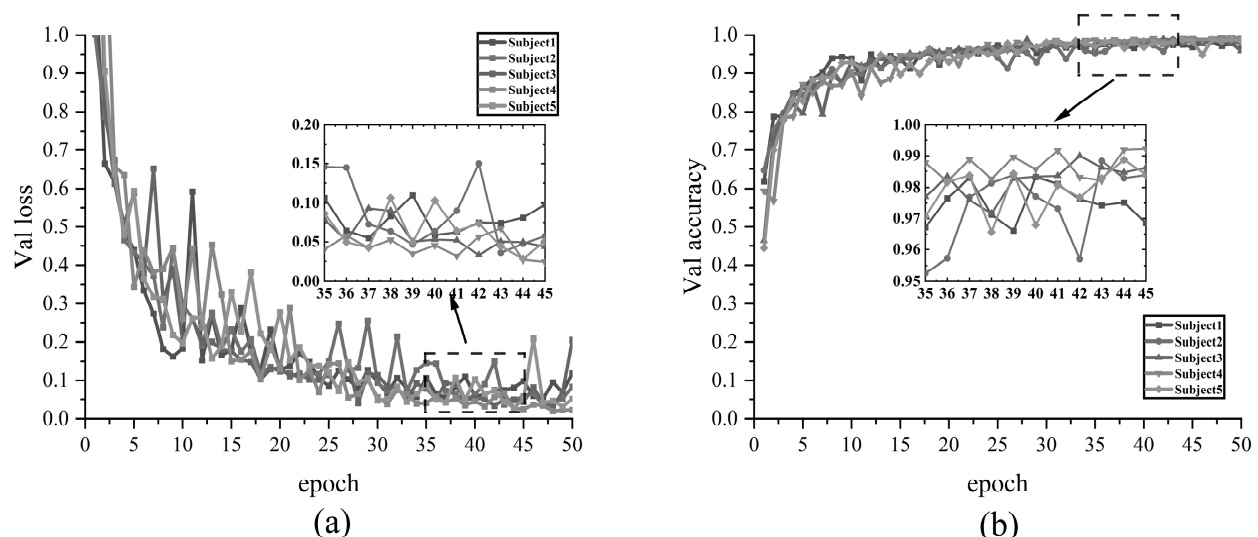 1.0
0.9
0.8
0.7
0.6
0.5
0.4
0.3
0.2
0.1
0.0
Val loss
0 5 10 15 20 25 30 35 40 45 50
epoch
(a)
Subject1
Subject2
Subject3
Subject4
Subject5
0.20
0.15
0.10
0.05
0.00
35 36 37 38 39 40 41 42 43 44 45
1.0
0.9
0.8
0.7
0.6
0.5
0.4
0.3
0.2
0.1
0.0
Val accuracy
0 5 10 15 20 25 30 35 40 45 50
epoch
(b)
1.00
0.99
0.98
0.97
0.96
0.95
35 36 37 38 39 40 41 42 43 44 45
Subject1
Subject2
Subject3
Subject4
Subject5